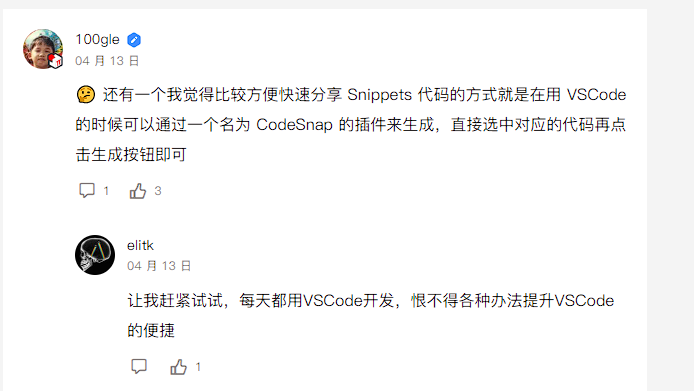 100gle
04 月 13 日
🤔 还有一个我觉得比较方便快速分享 Snippets 代码的方式就是在用 VSCode
的时候可以通过一个名为 CodeSnap 的插件来生成，直接选中对应的代码再点
击生成按钮即可
1 3
elitk
04 月 13 日
让我赶紧试试，每天都用VSCode开发，恨不得各种办法提升VSCode
的便捷
1